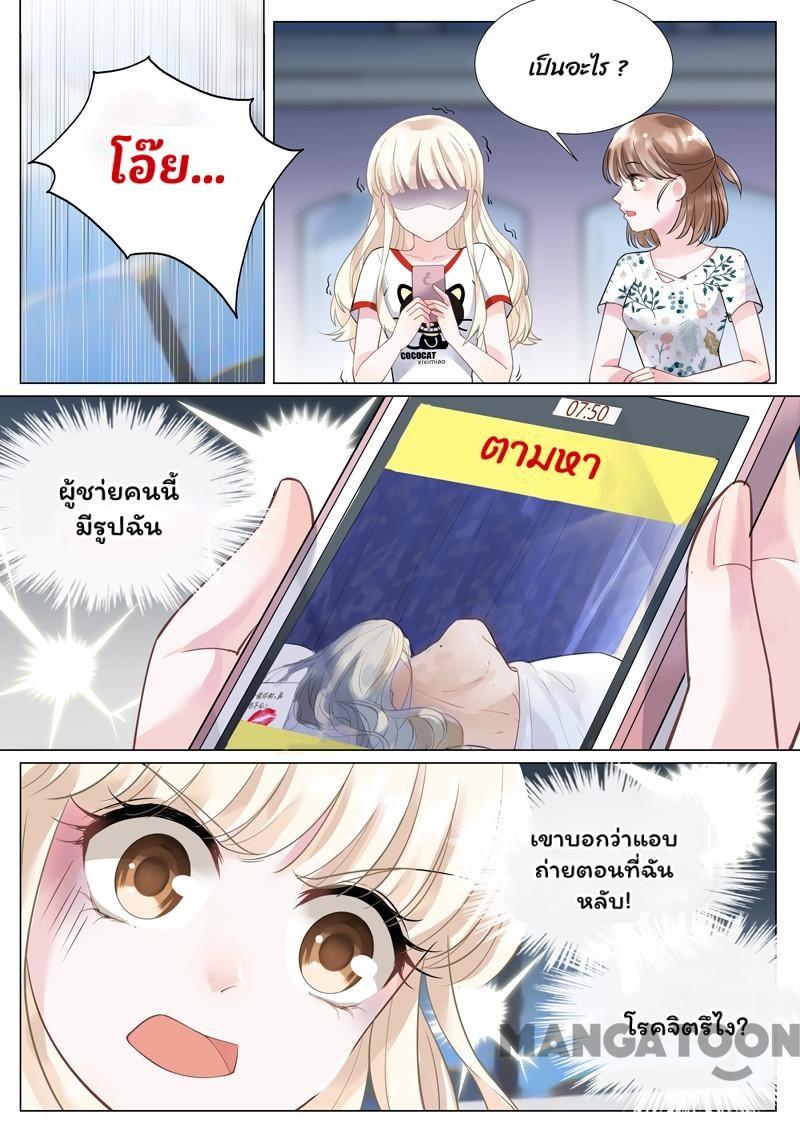 โอ๊ย...
เป็นอะไร ?
COCOCAT
xiximiao
07:50
ตามหา
ผู้ชา่ยคนนี้
มีรูปฉัน
เขาบอกว่าแอบ
ถ่ายตอนที่ฉัน
หลับ!
โรคจิตรึไง?
MANGATOON